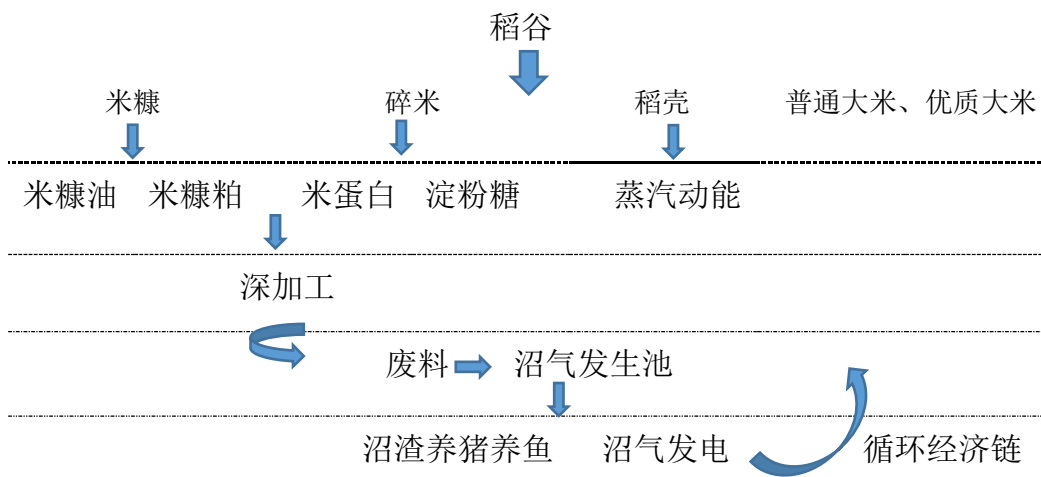 稻谷
米糠 碎米 稻壳 普通大米、优质大米
米糠油 米糠粕 米蛋白 淀粉糖 蒸汽动能
深加工
废料 沼气发生池
沼渣养猪养鱼 沼气发电 循环经济链